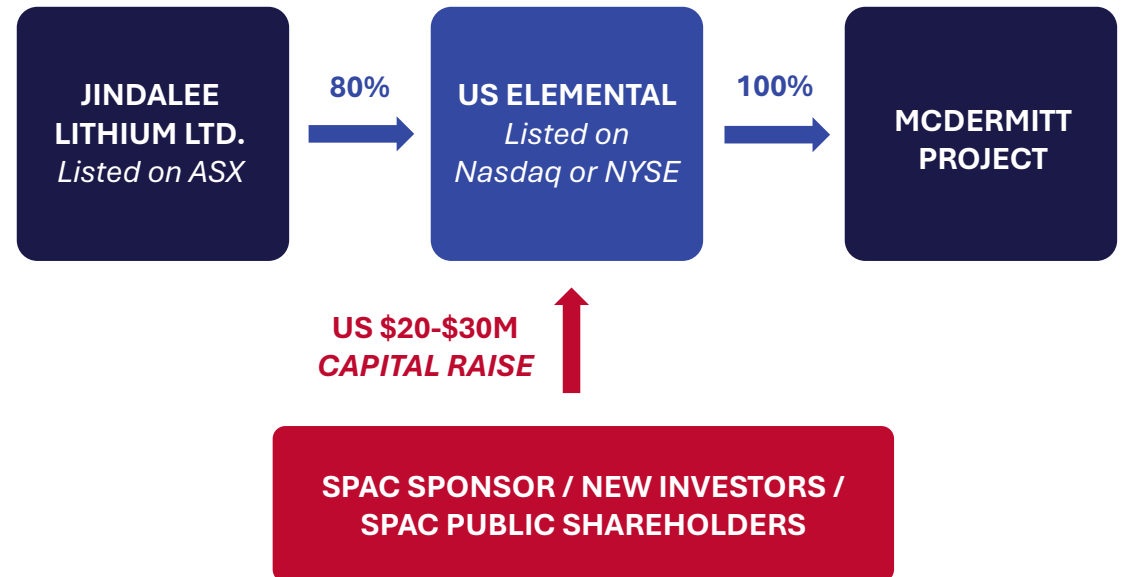 JINDALEE
LITHIUM LTD.
Listed on ASX
80%
US ELEMENTAL
Listed on
Nasdaq or NYSE
100%
MCDERMITT
PROJECT
US $20-$30M
CAPITAL RAISE
SPAC SPONSOR / NEW INVESTORS /
SPAC PUBLIC SHAREHOLDERS